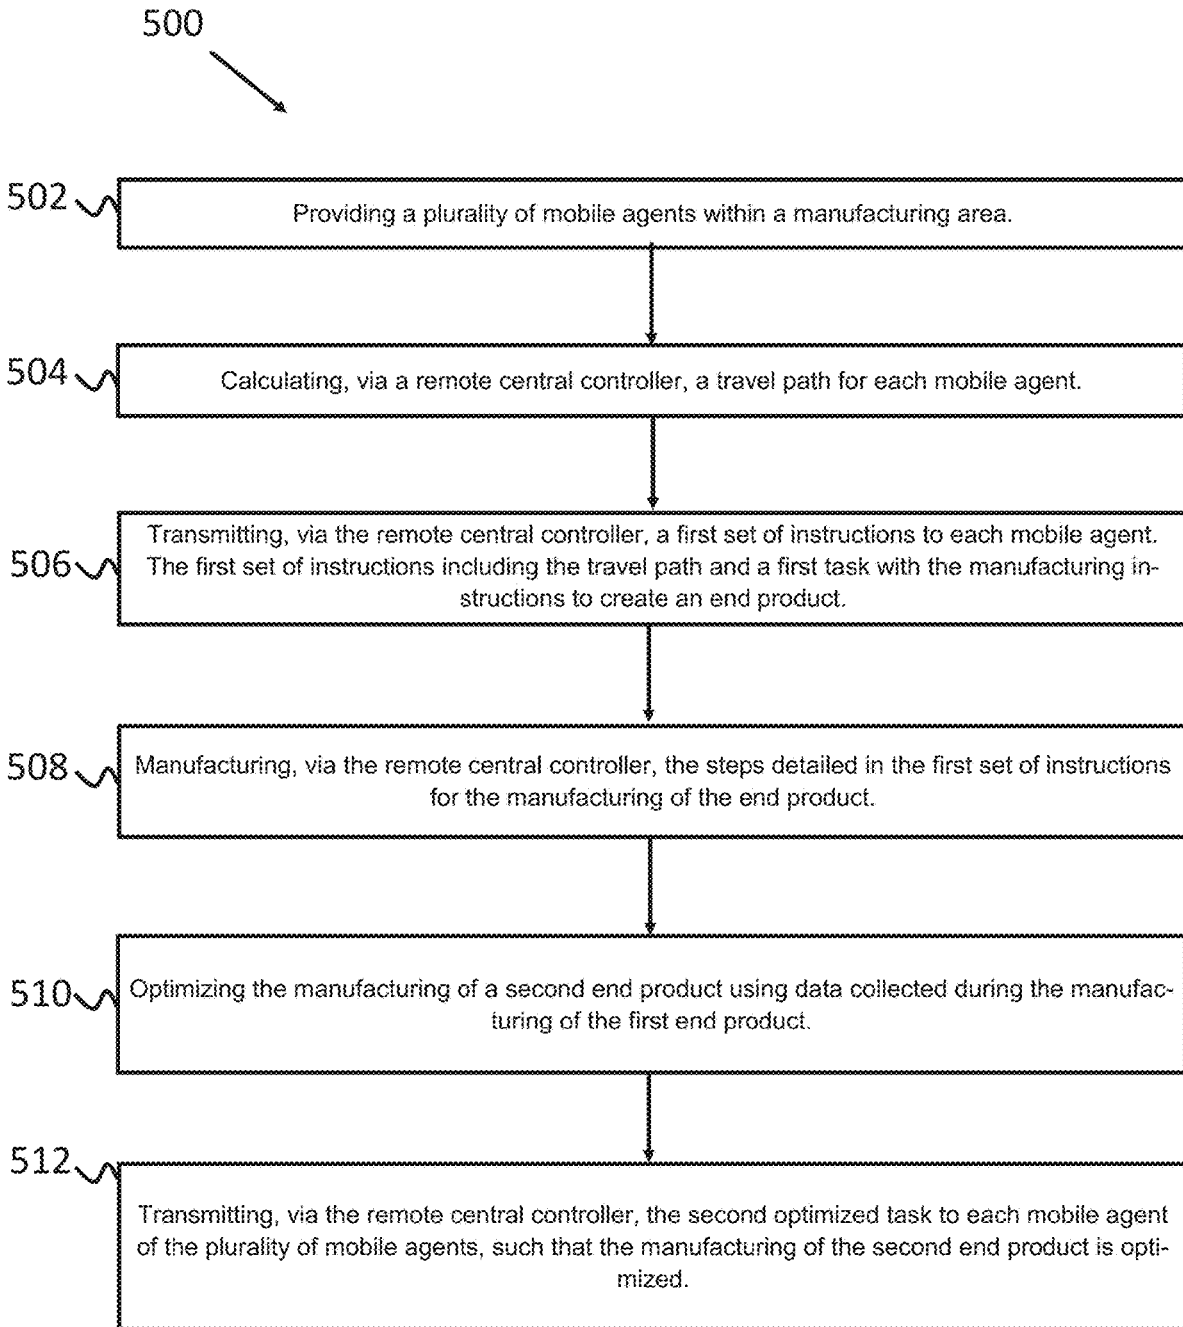 500
502
Providing a plurality of mobile agents within a manufacturing area.
504
Calculating, via a remote central controller, a travel path for each mobile agent.
506
Transmitting, via the remote central controller, a first set of instructions to each mobile agent.
The first set of instructions including the travel path and a first task with the manufacturing in-
structions to create an end product.
508
Manufacturing, via the remote central controller, the steps detailed in the first set of instructions
for the manufacturing of the end product.
510
Optimizing the manufacturing of a second end product using data collected during the manufac-
turing of the first end product.
512
Transmitting, via the remote central controller, the second optimized task to each mobile agent
of the plurality of mobile agents, such that the manufacturing of the second end product is opti-
mized.